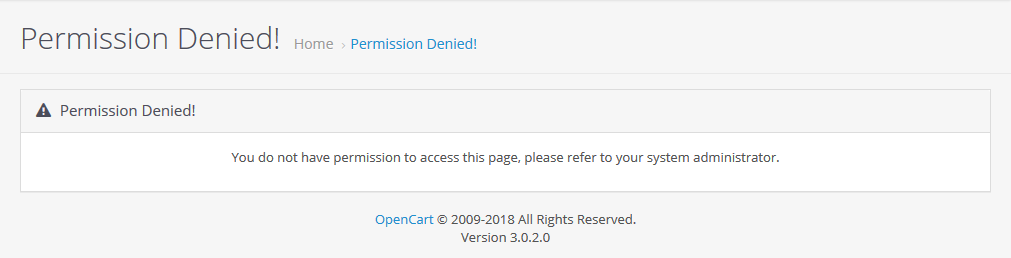 Permission Denied! Home › Permission Denied!
Permission Denied!
You do not have permission to access this page, please refer to your system administrator.
OpenCart © 2009-2018 All Rights Reserved.
Version 3.0.2.0